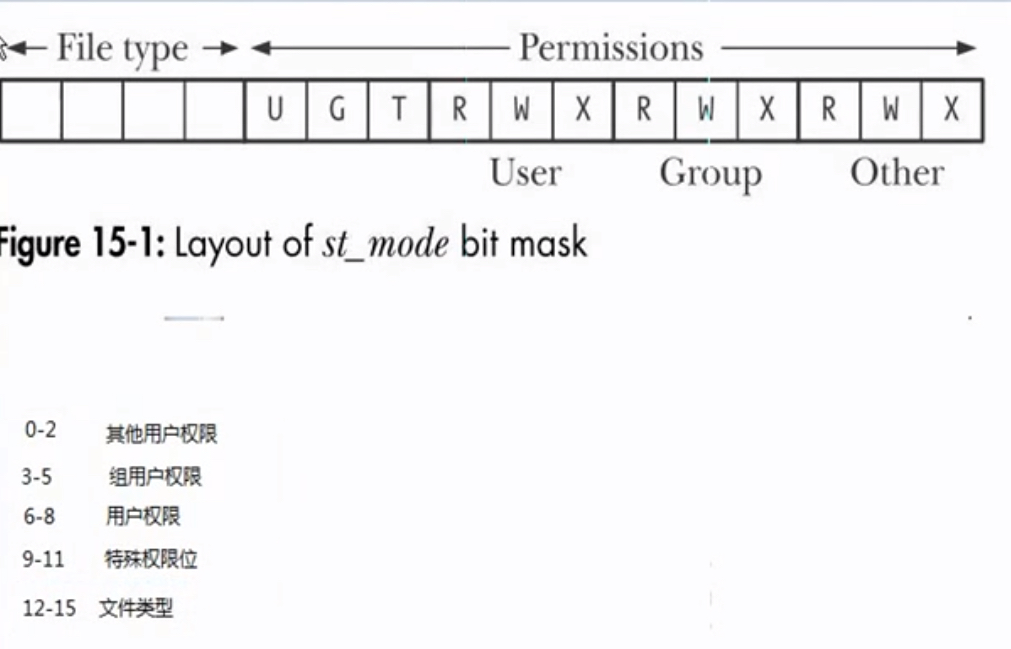 File type Permissions
U G T R W X R W X R W X
User Group Other
Figure 15-1: Layout of st_mode bit mask
0-2 其他用户权限
3-5 组用户权限
6-8 用户权限
9-11 特殊权限位
12-15 文件类型